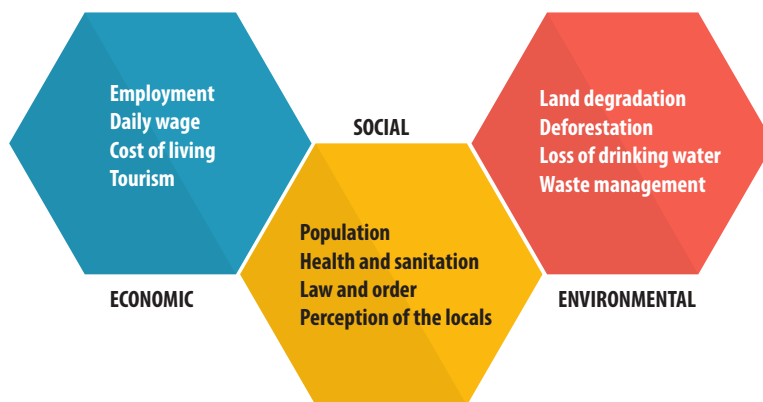 Employment
Daily wage
Cost of living
Tourism
ECONOMIC
SOCIAL
Population
Health and sanitation
Law and order
Perception of the locals
Land degradation
Deforestation
Loss of drinking water
Waste management
ENVIRONMENTAL